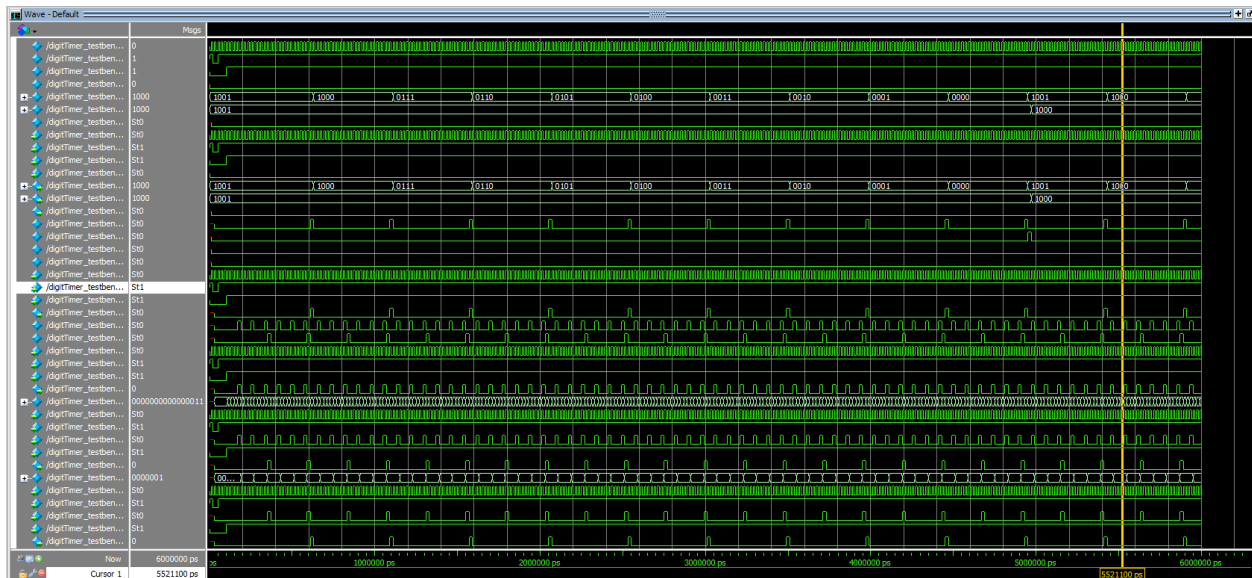 Wave - Default
Msgs
/digitTimer_testben... 0
/digitTimer_testben... 1
/digitTimer_testben... 1
/digitTimer_testben... 0
/digitTimer_testben... 1000 1001 1000 0111 0110 0101 0100 0011 0010 0001 0000 1001 1000
/digitTimer_testben... 1000 1001 1000
/digitTimer_testben... St0
/digitTimer_testben... St0
/digitTimer_testben... St1
/digitTimer_testben... St1
/digitTimer_testben... St0
/digitTimer_testben... 1000 1001 1000 0111 0110 0101 0100 0011 0010 0001 0000 1001 1000
/digitTimer_testben... 1000 1001 1000
/digitTimer_testben... St0
/digitTimer_testben... St0
/digitTimer_testben... St0
/digitTimer_testben... St0
/digitTimer_testben... St0
/digitTimer_testben... St0
/digitTimer_testben... St1
/digitTimer_testben... St1
/digitTimer_testben... St0
/digitTimer_testben... St0
/digitTimer_testben... St0
/digitTimer_testben... St0
/digitTimer_testben... St1
/digitTimer_testben... St1
/digitTimer_testben... 0
/digitTimer_testben... 0000000000000011
/digitTimer_testben... St0
/digitTimer_testben... St1
/digitTimer_testben... St0
/digitTimer_testben... St1
/digitTimer_testben... 0
/digitTimer_testben... 0000001 00...
/digitTimer_testben... St0
/digitTimer_testben... St1
/digitTimer_testben... St0
/digitTimer_testben... St1
/digitTimer_testben... 0
Now 6000000 ps ps 1000000 ps 2000000 ps 3000000 ps 4000000 ps 5000000 ps 6000000 ps
Cursor 1 5521100 ps 5521100 ps